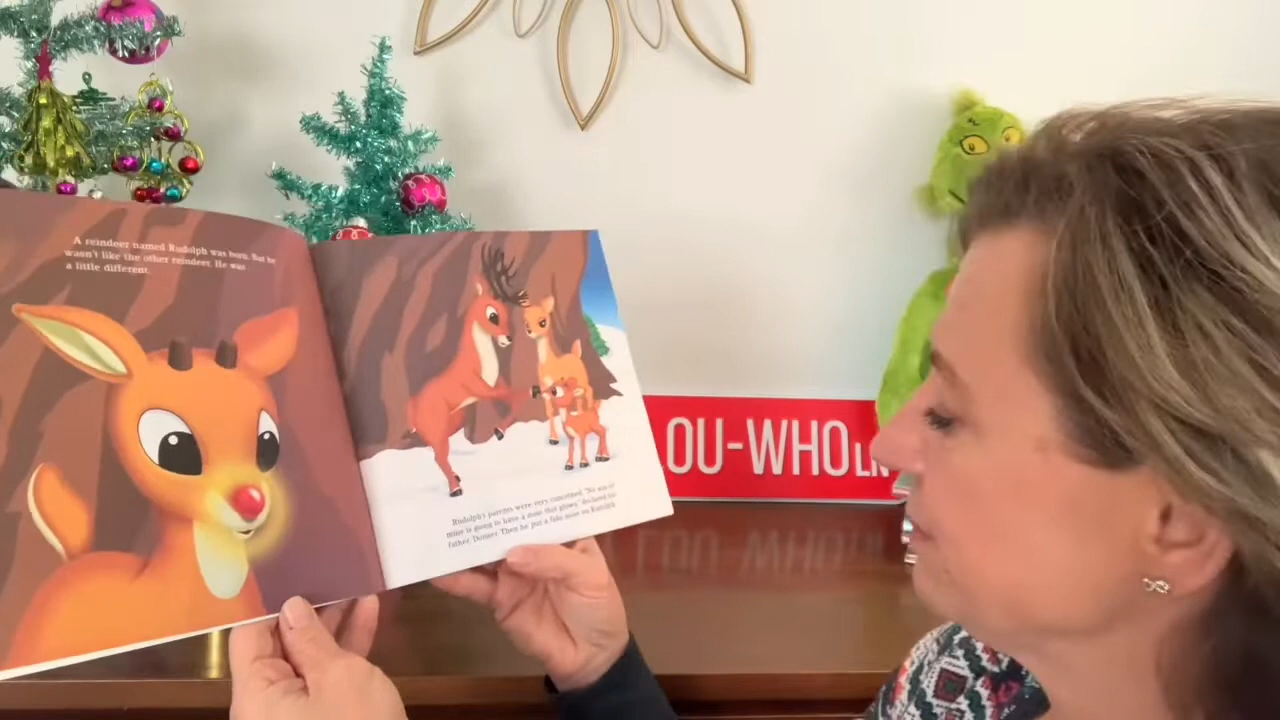 A reindeer named Rudolph was born. But he
wasn't like the other reindeer. He was
a little different.
Rudolph's parents were very concerned. "No son of
mine is going to have a nose that glows," declared his
father, Donner. Then he put a fake nose on Rudolph
OU-WHO